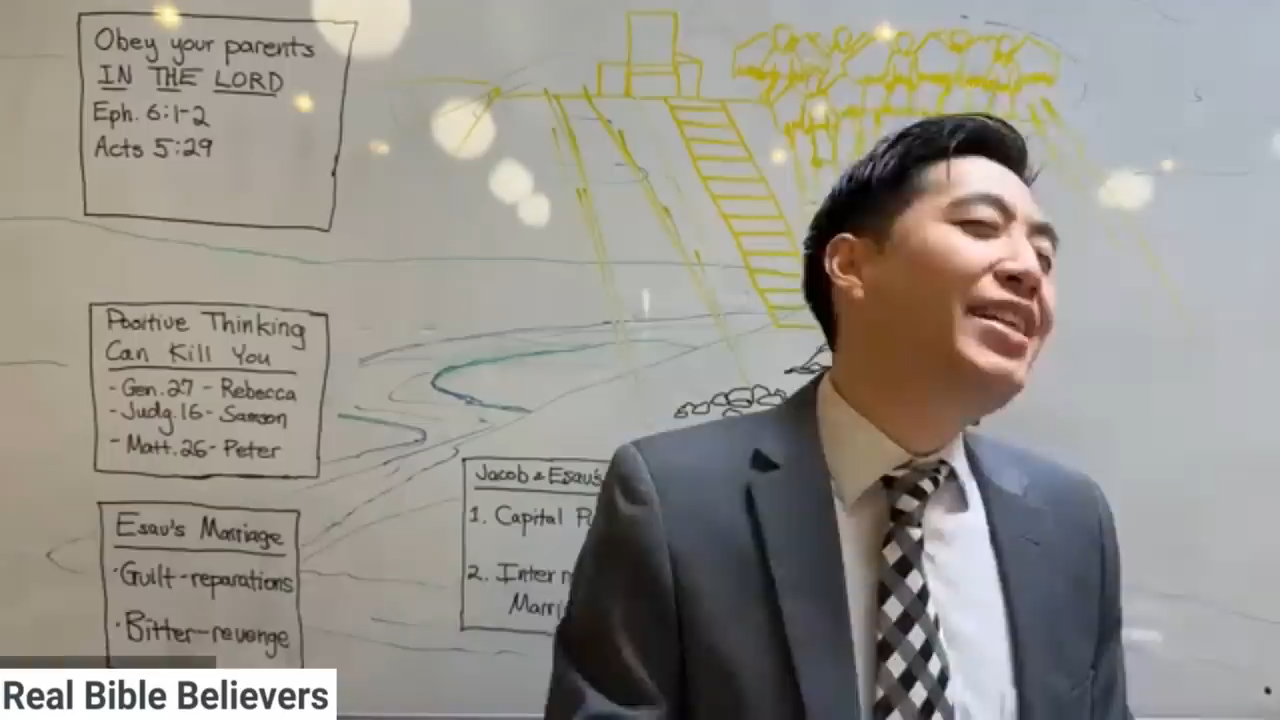 Obey your parents
IN THE LORD
Eph. 6:1-2
Acts 5:29
Positive Thinking
Can Kill You
- Gen. 27 - Rebecca
- Judg. 16 - Samson
- Matt. 26 - Peter
Esau's Marriage
· Guilt-reparations
· Bitter-revenge
Jacob & Esau's
1. Capital
2. Inter
Real Bible Believers